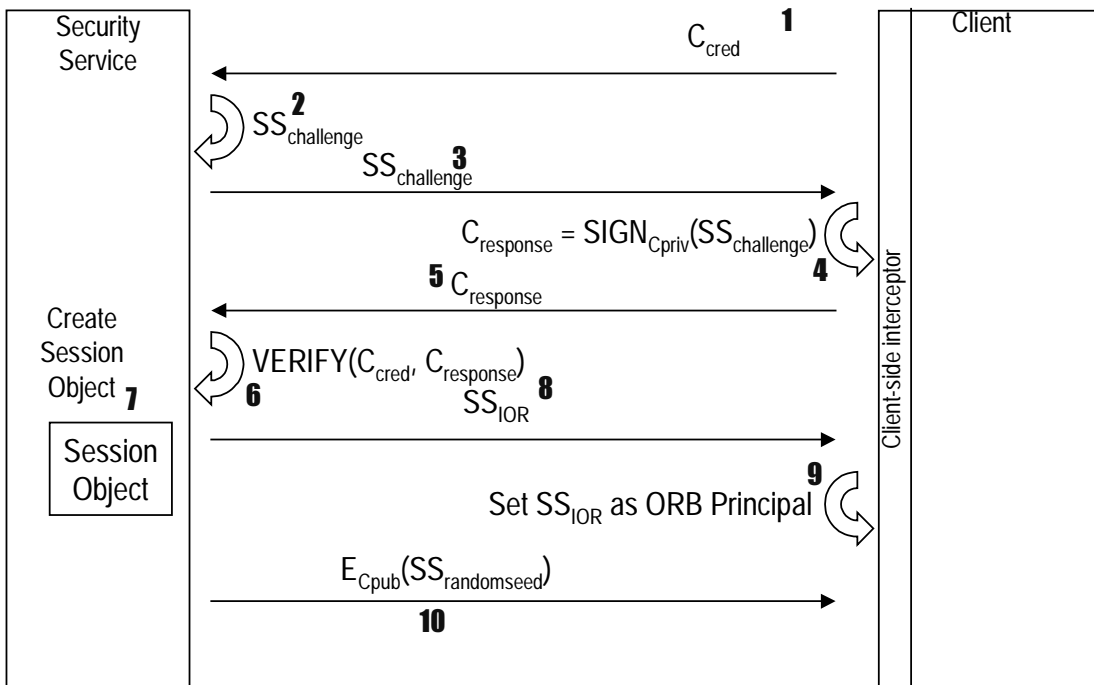 Security
Service
Client
1
C_cred
2
SS_challenge
SS_challenge 3
C_response = SIGN_Cpriv(SS_challenge)
4
5 C_response
Client-side interceptor
Create
Session
Object 7
VERIFY(C_cred, C_response)
6
SS_IOR 8
Session
Object
9
Set SS_IOR as ORB Principal
E_Cpub(SS_randomseed)
10